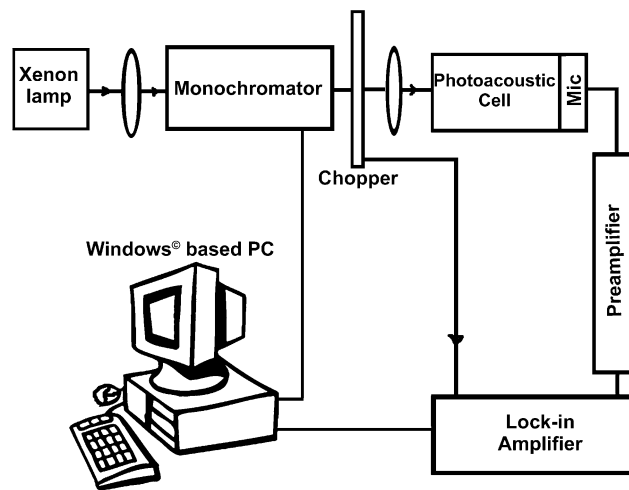 Xenon
lamp
Monochromator
Chopper
Photoacoustic
Cell
Mic
Preamplifier
Windows© based PC
Lock-in
Amplifier